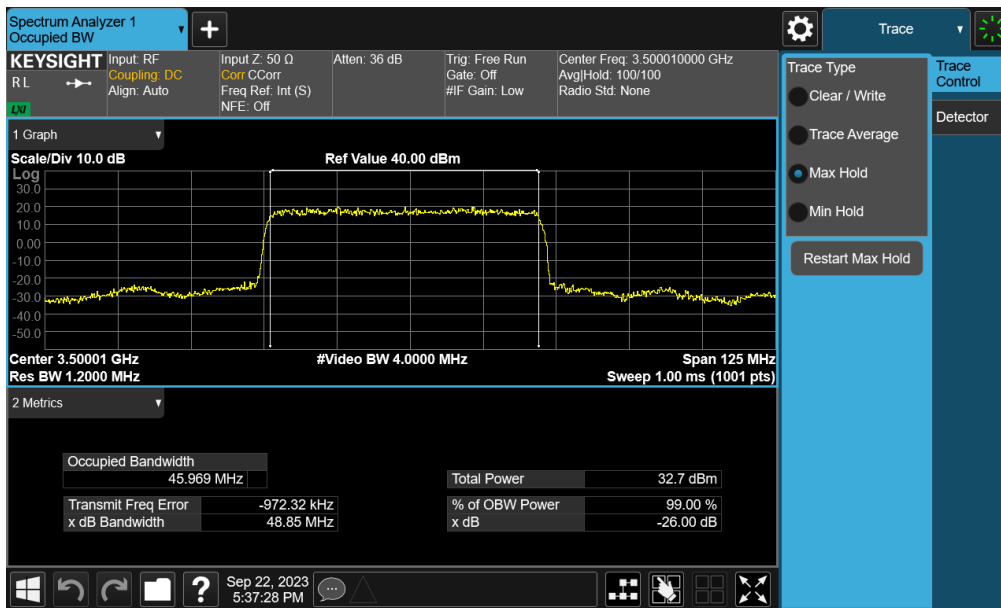 Spectrum Analyzer 1
Occupied BW
Trace
KEYSIGHT
R L
LXI
Input: RF
Coupling: DC
Align: Auto
Input Z: 50 Ω
Corr CCorr
Freq Ref: Int (S)
NFE: Off
Atten: 36 dB
Trig: Free Run
Gate: Off
#IF Gain: Low
Center Freq: 3.500010000 GHz
Avg|Hold: 100/100
Radio Std: None
Trace Type
Clear / Write
Trace Average
Max Hold
Min Hold
Restart Max Hold
Trace
Control
Detector
1 Graph
Scale/Div 10.0 dB
Ref Value 40.00 dBm
Log
30.0
20.0
10.0
0.00
-10.0
-20.0
-30.0
-40.0
-50.0
Center 3.50001 GHz
#Video BW 4.0000 MHz
Span 125 MHz
Res BW 1.2000 MHz
Sweep 1.00 ms (1001 pts)
2 Metrics
Occupied Bandwidth
45.969 MHz
Total Power 32.7 dBm
Transmit Freq Error -972.32 kHz
% of OBW Power 99.00 %
x dB Bandwidth 48.85 MHz
x dB -26.00 dB
?
Sep 22, 2023
5:37:28 PM